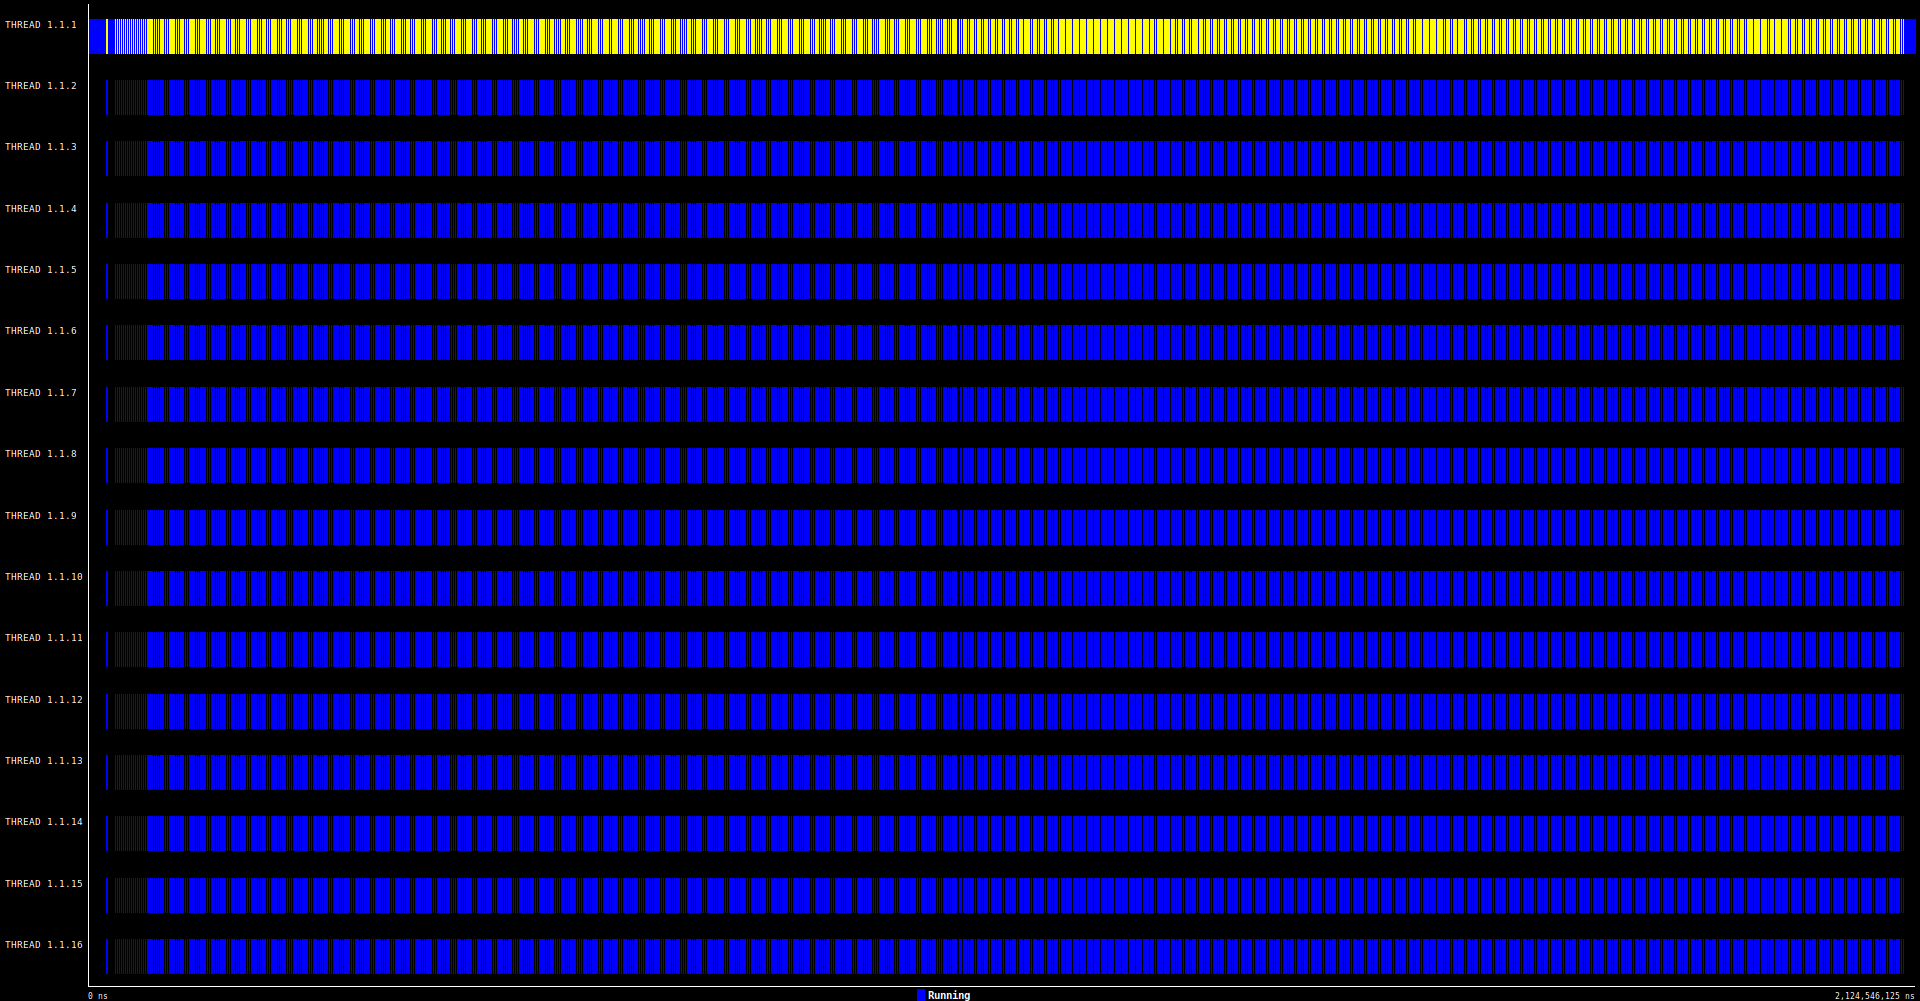 THREAD 1.1.1
THREAD 1.1.2
THREAD 1.1.3
THREAD 1.1.4
THREAD 1.1.5
THREAD 1.1.6
THREAD 1.1.7
THREAD 1.1.8
THREAD 1.1.9
THREAD 1.1.10
THREAD 1.1.11
THREAD 1.1.12
THREAD 1.1.13
THREAD 1.1.14
THREAD 1.1.15
THREAD 1.1.16
0 ns Running 2,124,546,125 ns